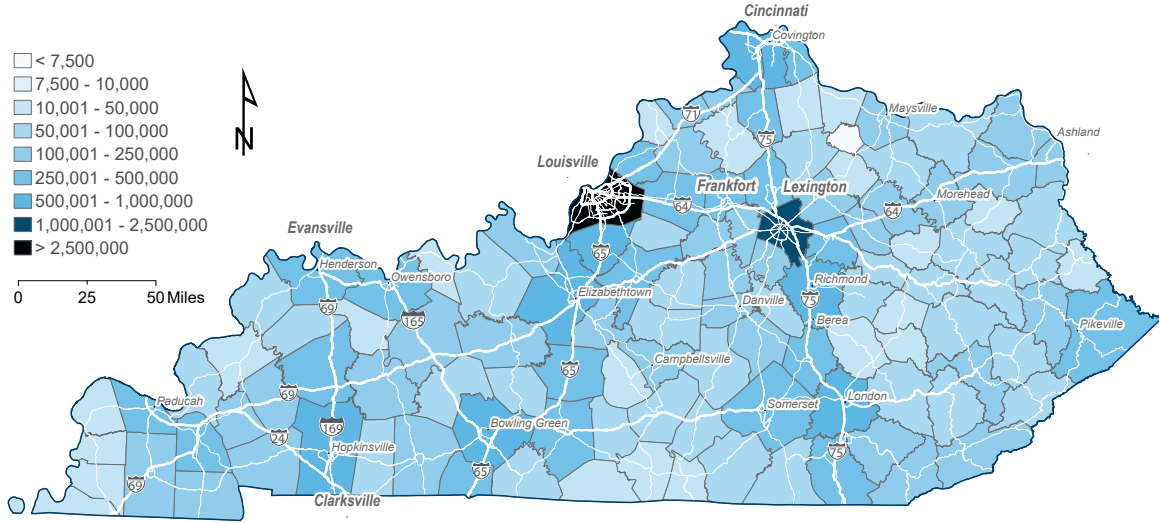 Cincinnati
Covington
< 7,500
7,500 - 10,000
10,001 - 50,000
50,001 - 100,000
100,001 - 250,000
250,001 - 500,000
500,001 - 1,000,000
1,000,001 - 2,500,000
> 2,500,000
N
0 25 50 Miles
71
Maysville
75
Ashland
Louisville
Frankfort
Lexington
Morehead
64
64
Evansville
65
Henderson
Owensboro
Elizabethtown
Richmond
69
165
75
Danville
Berea
Pikeville
Campbellsville
65
Paducah
69
London
Somerset
24
169
Bowling Green
Hopkinsville
75
65
69
Clarksville